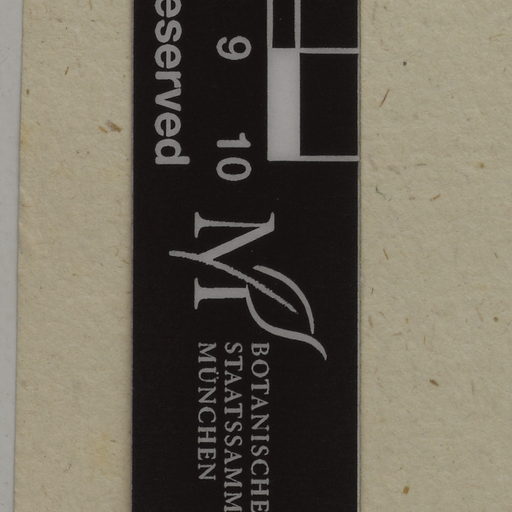 eserved
9 10
M
BOTANISCHE
STAATSSAMM
MÜNCHEN